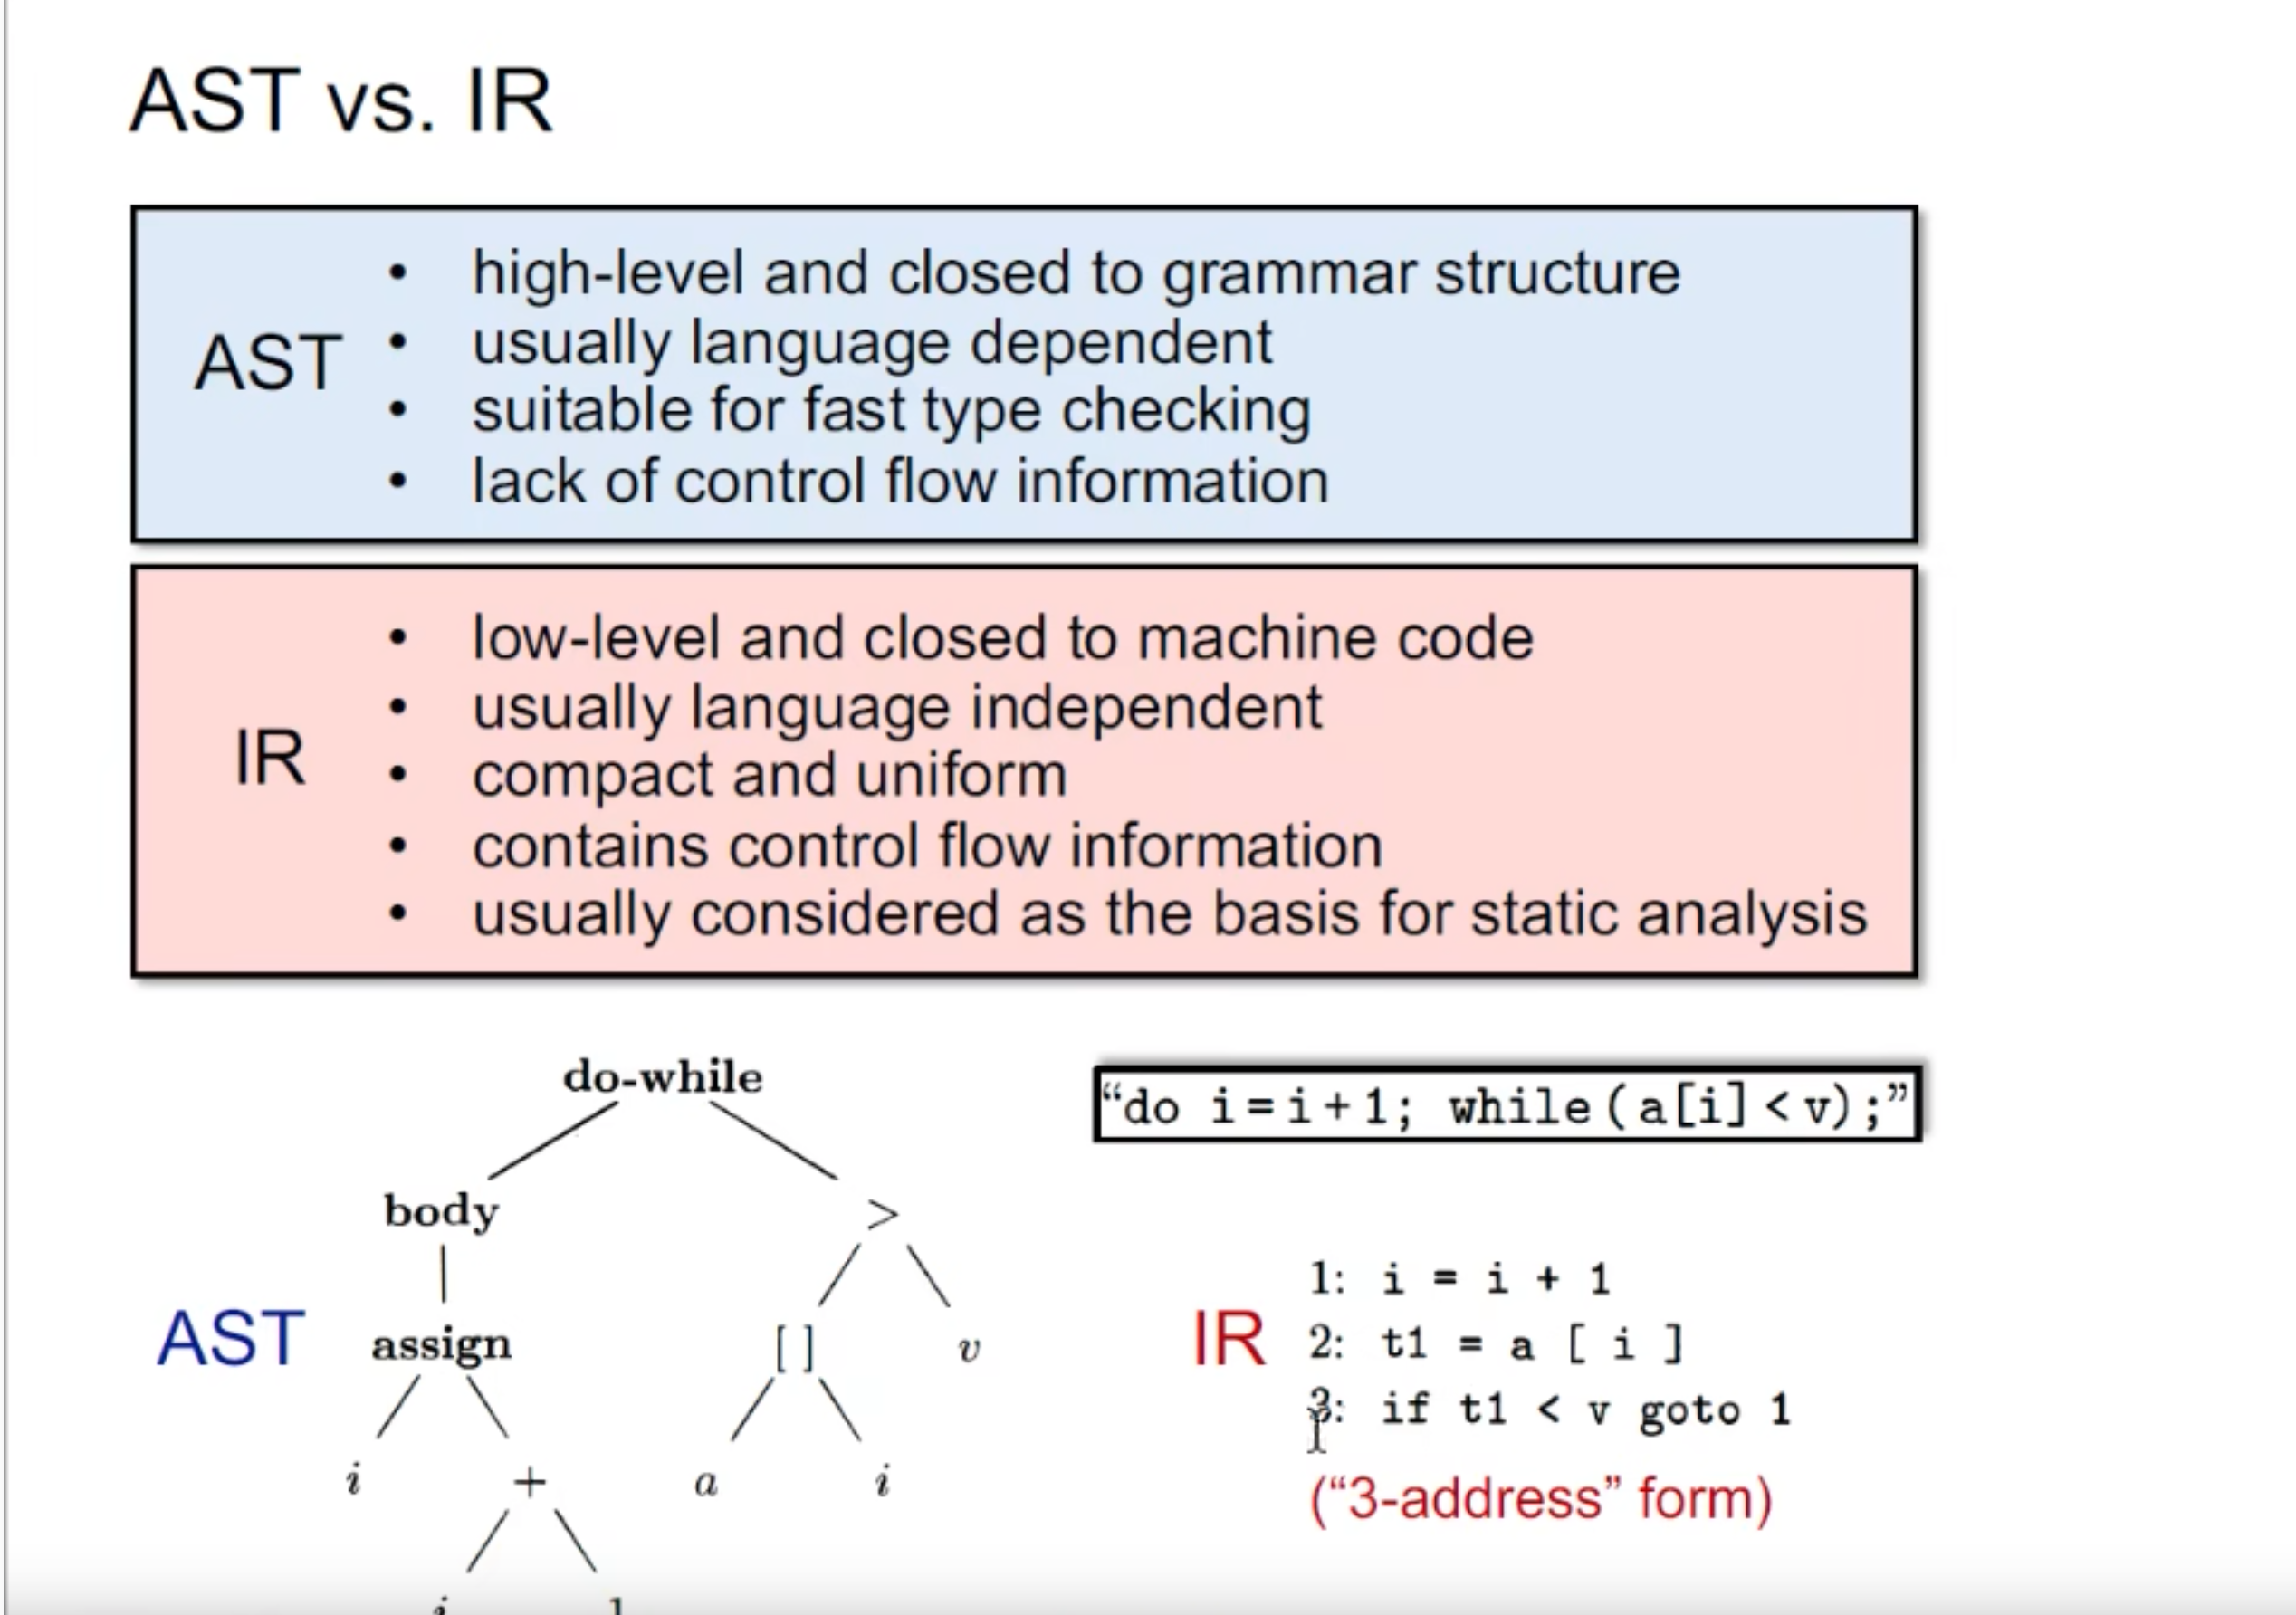 AST vs. IR
AST
• high-level and closed to grammar structure
• usually language dependent
• suitable for fast type checking
• lack of control flow information
IR
• low-level and closed to machine code
• usually language independent
• compact and uniform
• contains control flow information
• usually considered as the basis for static analysis
do-while
body >
assign [ ] v
i + a i
i 1
AST
“do i=i+1; while(a[i]<v);”
IR
1: i = i + 1
2: t1 = a [ i ]
3: if t1 < v goto 1
(“3-address” form)